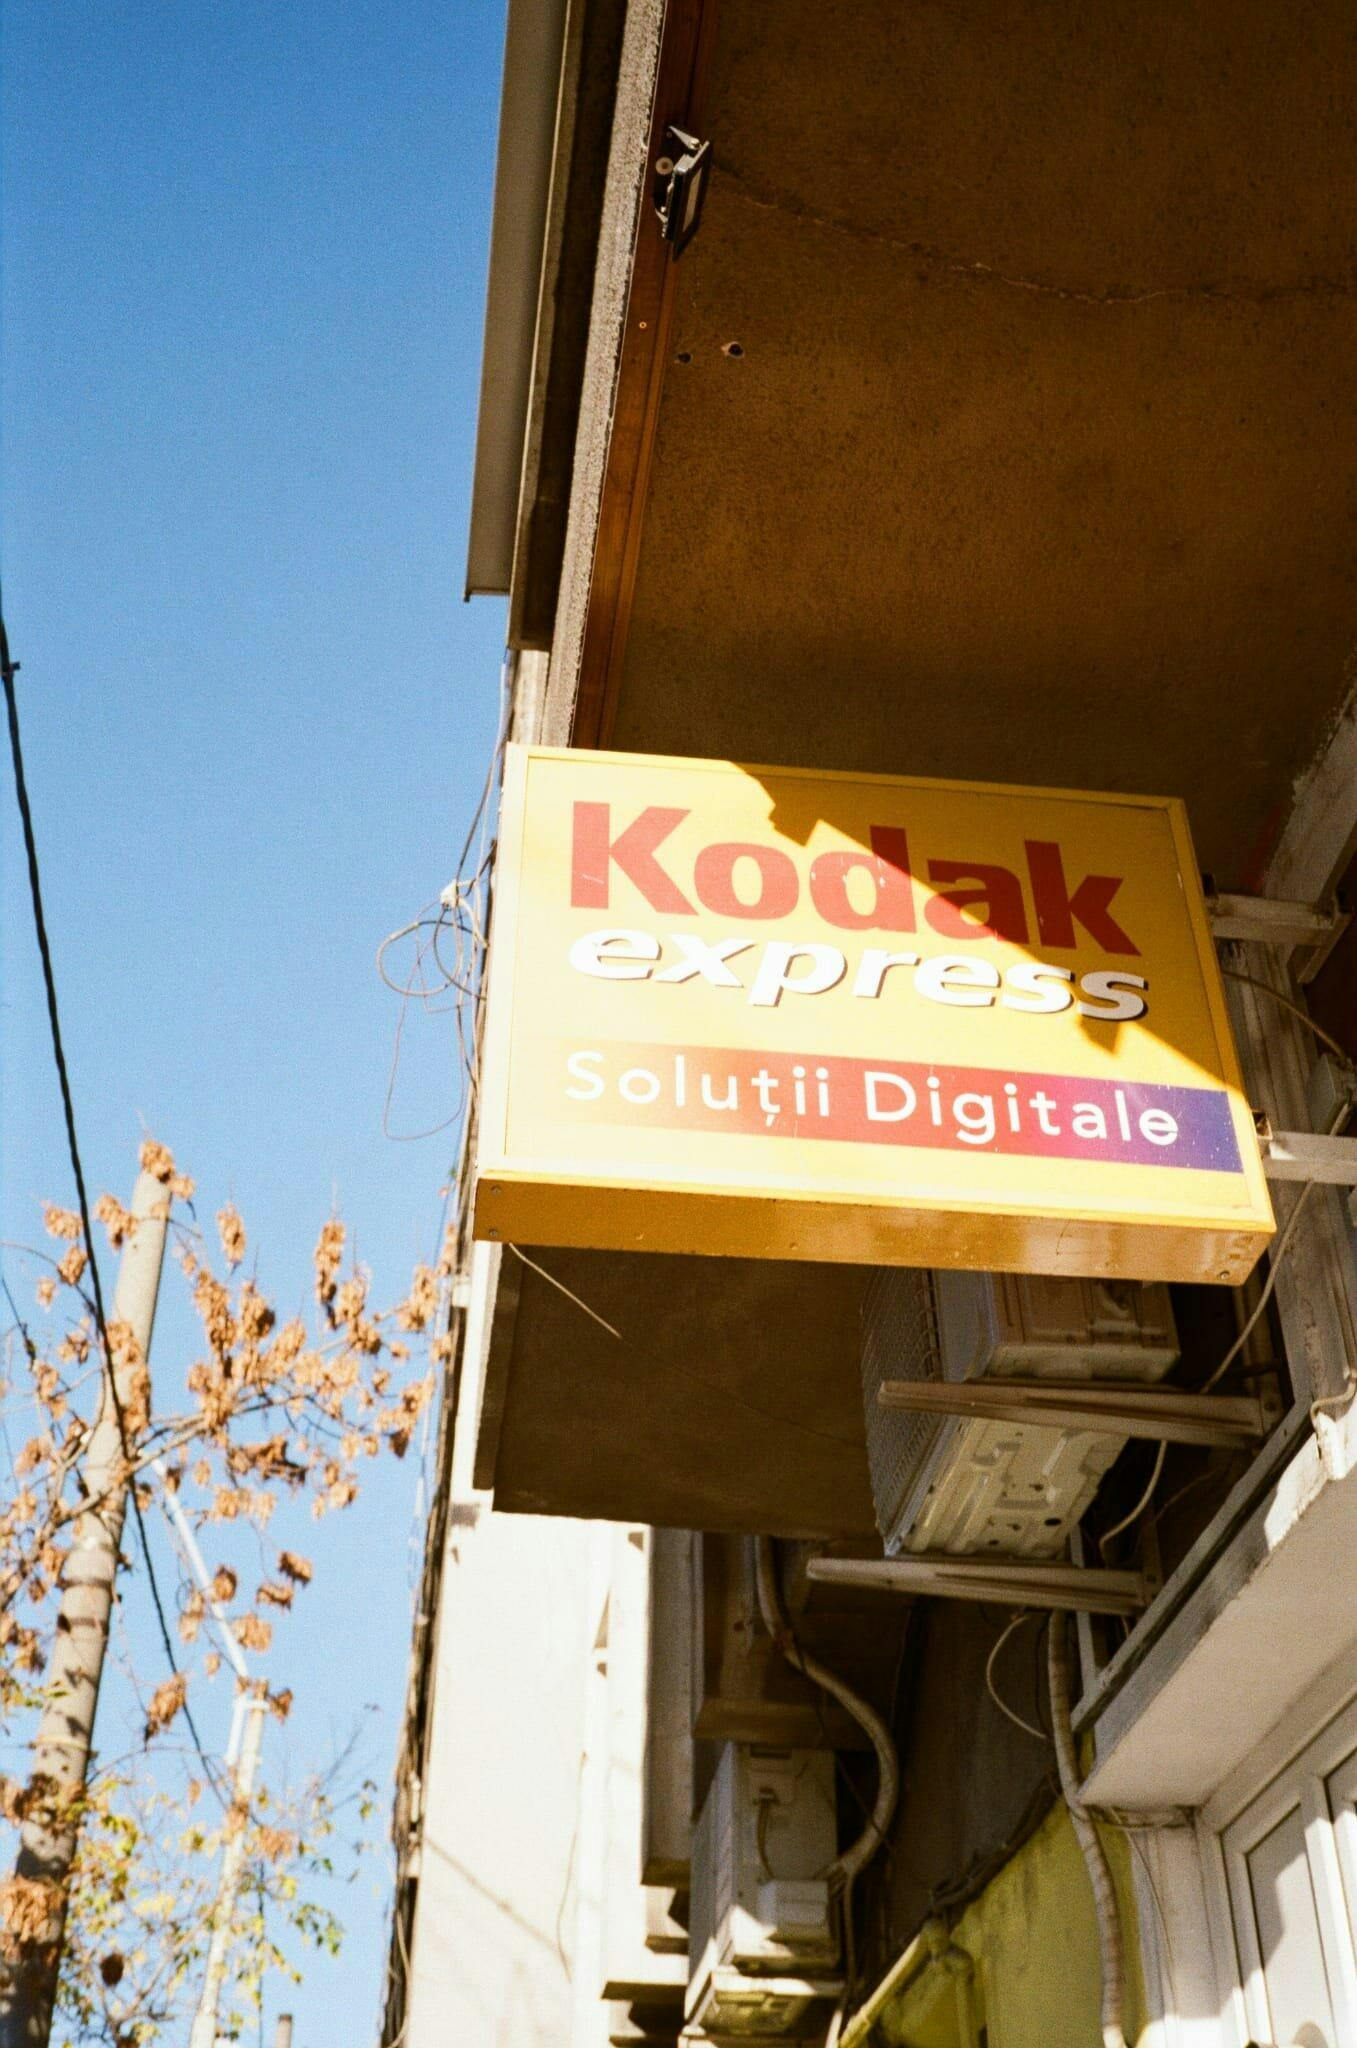 Kodak
express
Soluții Digitale